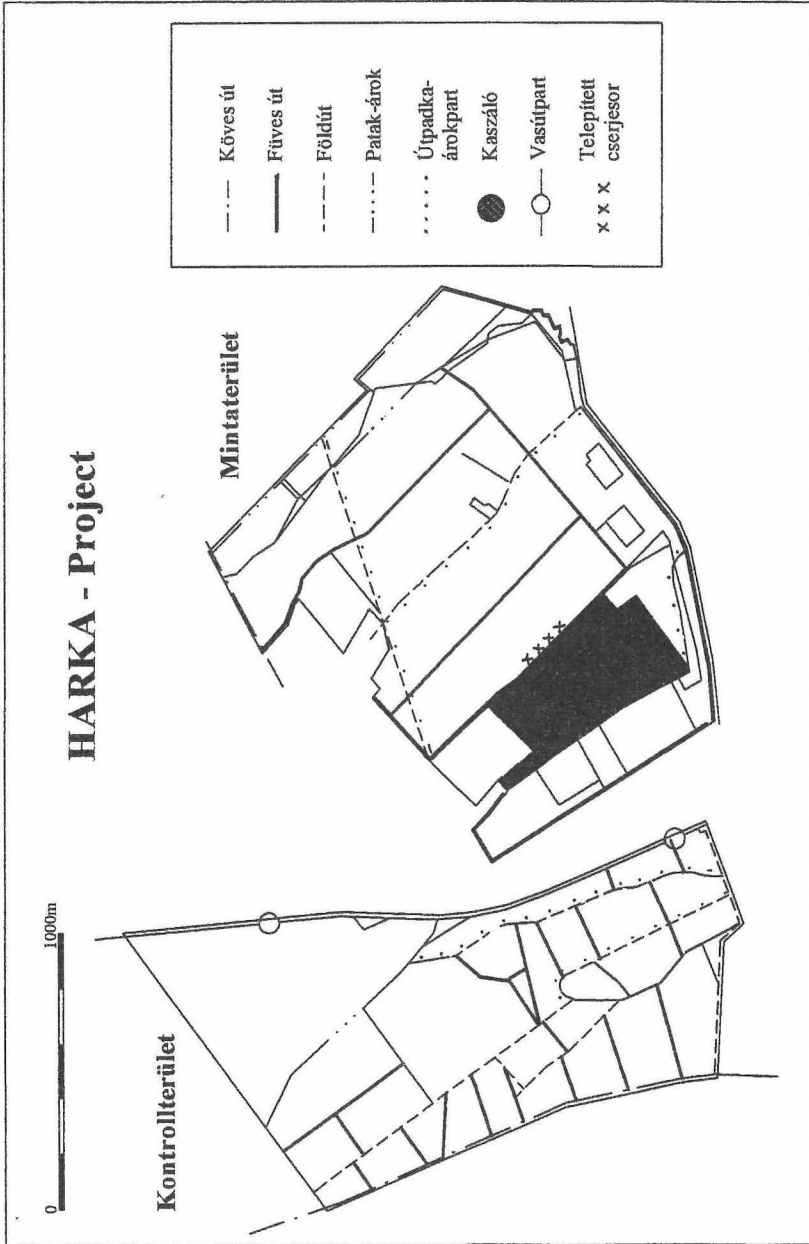 HARKA - Project
0
1000m
Kontrollterület
Mintaterület
Köves út
Füves út
Földút
Patak-árok
Útpadka-
árokpart
Kaszáló
Vasútpart
Telepített
cserjesor